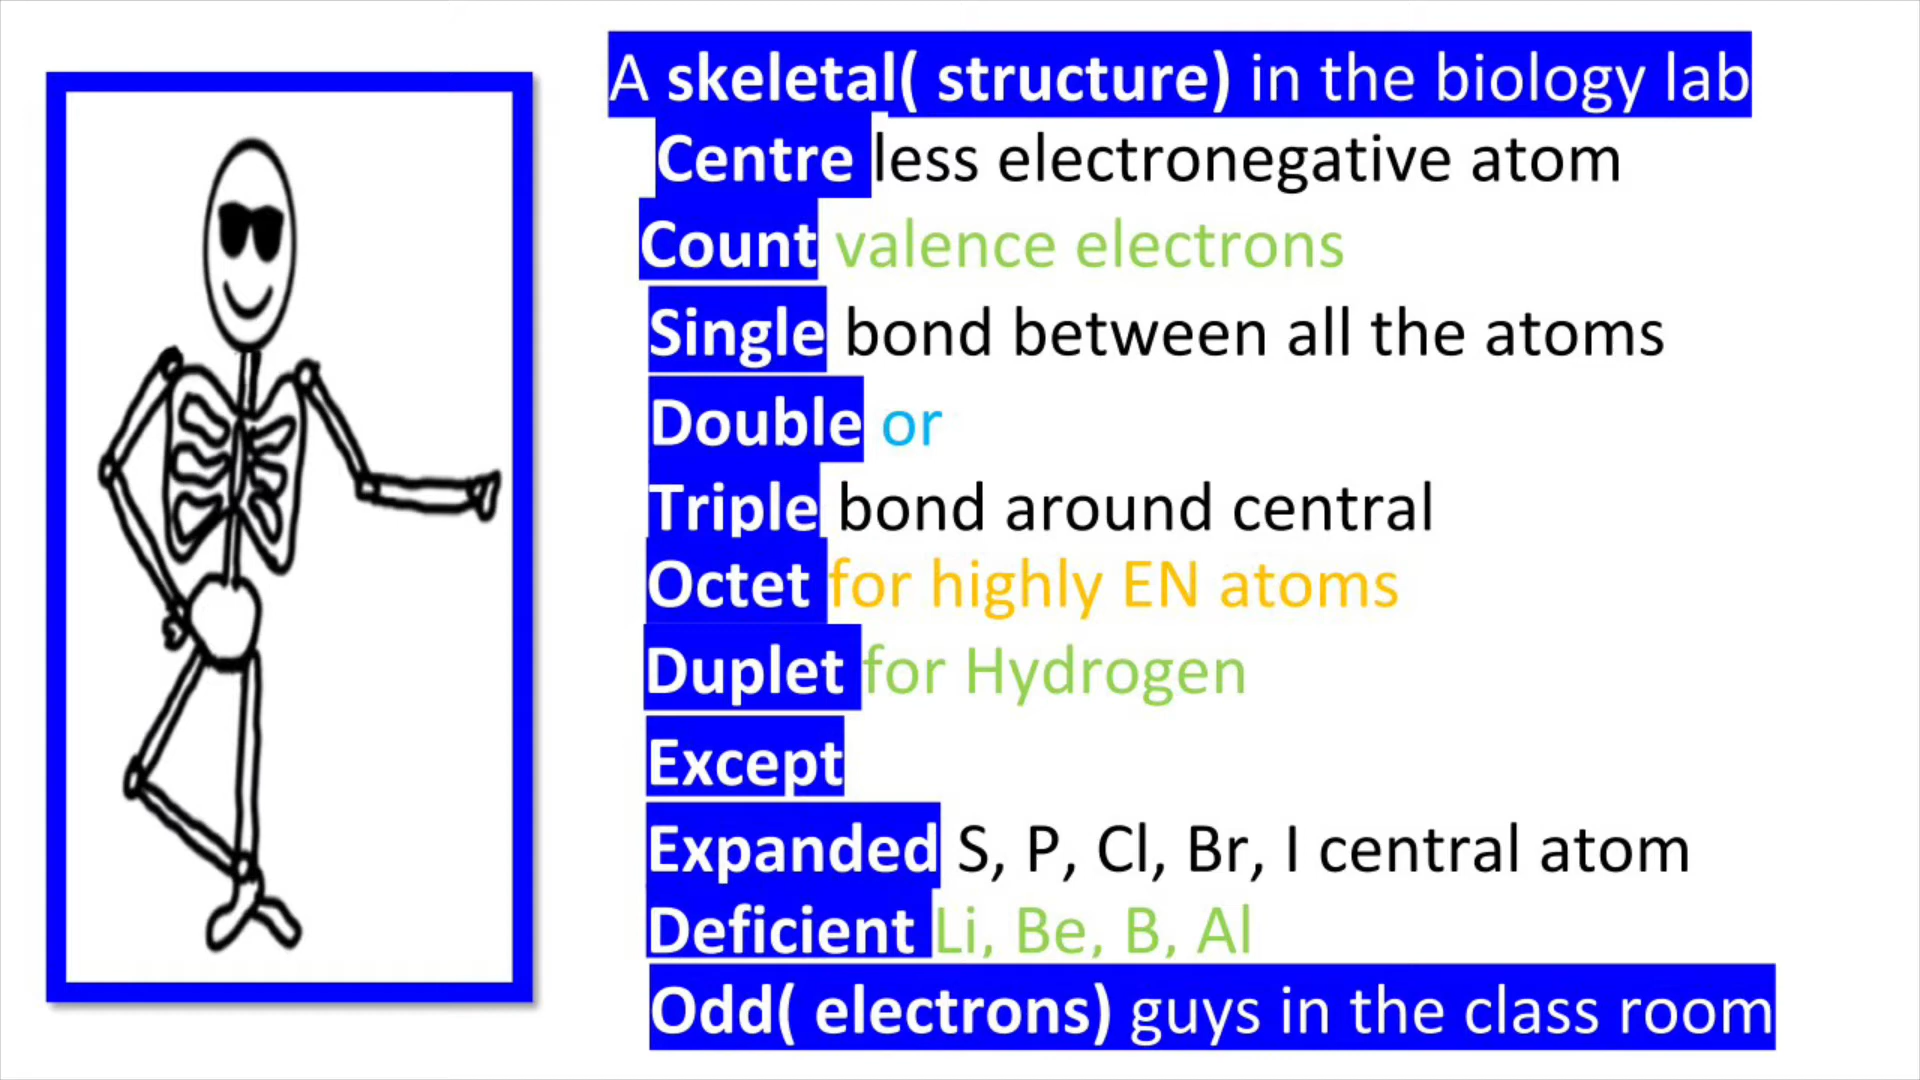 A skeletal( structure) in the biology lab
Centre less electronegative atom
Count valence electrons
Single bond between all the atoms
Double or
Triple bond around central
Octet for highly EN atoms
Duplet for Hydrogen
Except
Expanded S, P, Cl, Br, I central atom
Deficient Li, Be, B, Al
Odd( electrons) guys in the class room